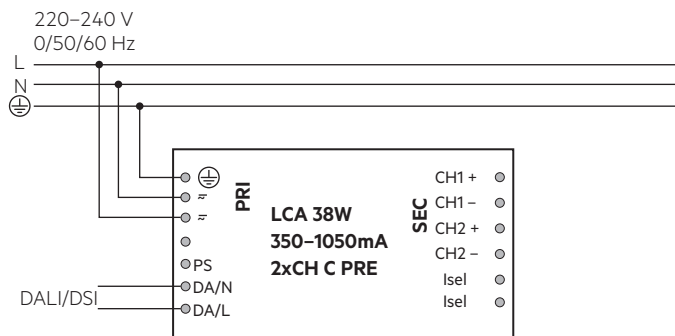 220–240 V
0/50/60 Hz
L
N
PRI
LCA 38W
350–1050mA
2xCH C PRE
SEC
CH1 +
CH1 –
CH2 +
CH2 –
Isel
Isel
PS
DALI/DSI
DA/N
DA/L